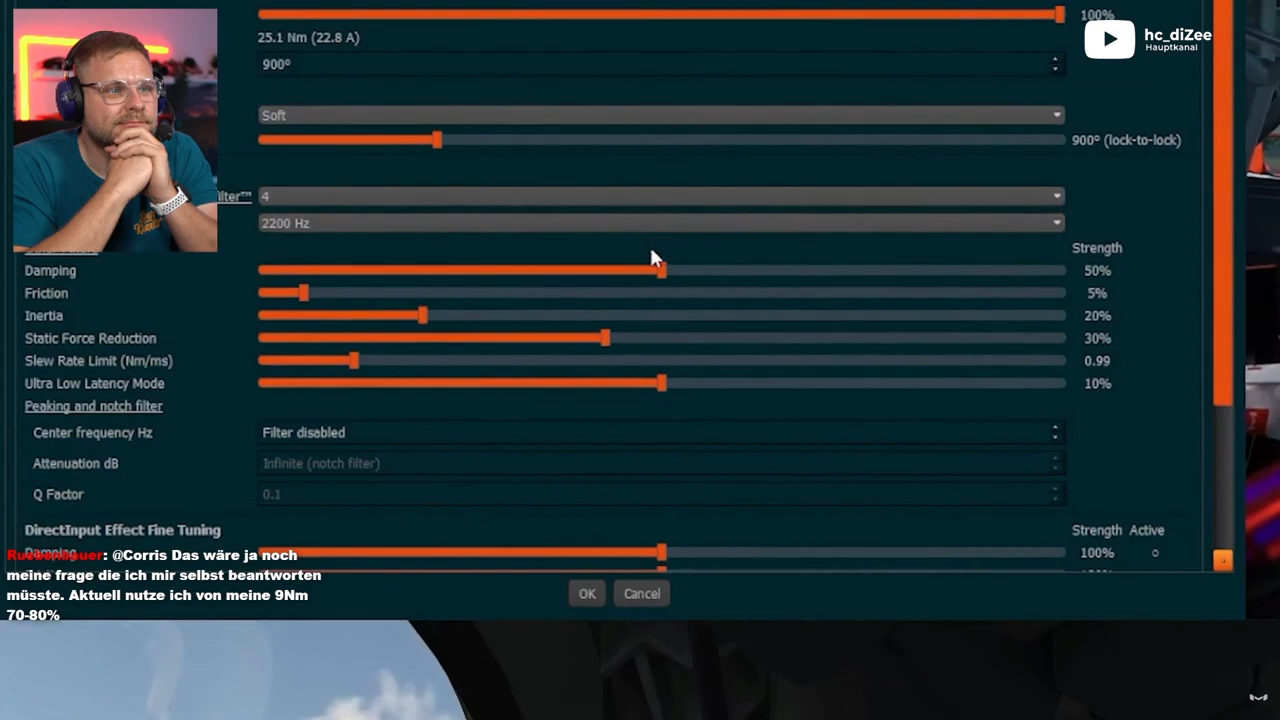 100%
hc_diZee
Hauptkanal
25.1 Nm (22.8 A)
900°
Soft
900° (lock-to-lock)
ilter™ 4
2200 Hz
Strength
Damping 50%
Friction 5%
Inertia 20%
Static Force Reduction 30%
Slew Rate Limit (Nm/ms) 0.99
Ultra Low Latency Mode 10%
Peaking and notch filter
Center frequency Hz Filter disabled
Attenuation dB Infinite (notch filter)
Q Factor 0.1
DirectInput Effect Fine Tuning Strength Active
Damping 100%
: @Corris Das wäre ja noch
meine frage die ich mir selbst beantworten
müsste. Aktuell nutze ich von meine 9Nm
70-80%
OK Cancel